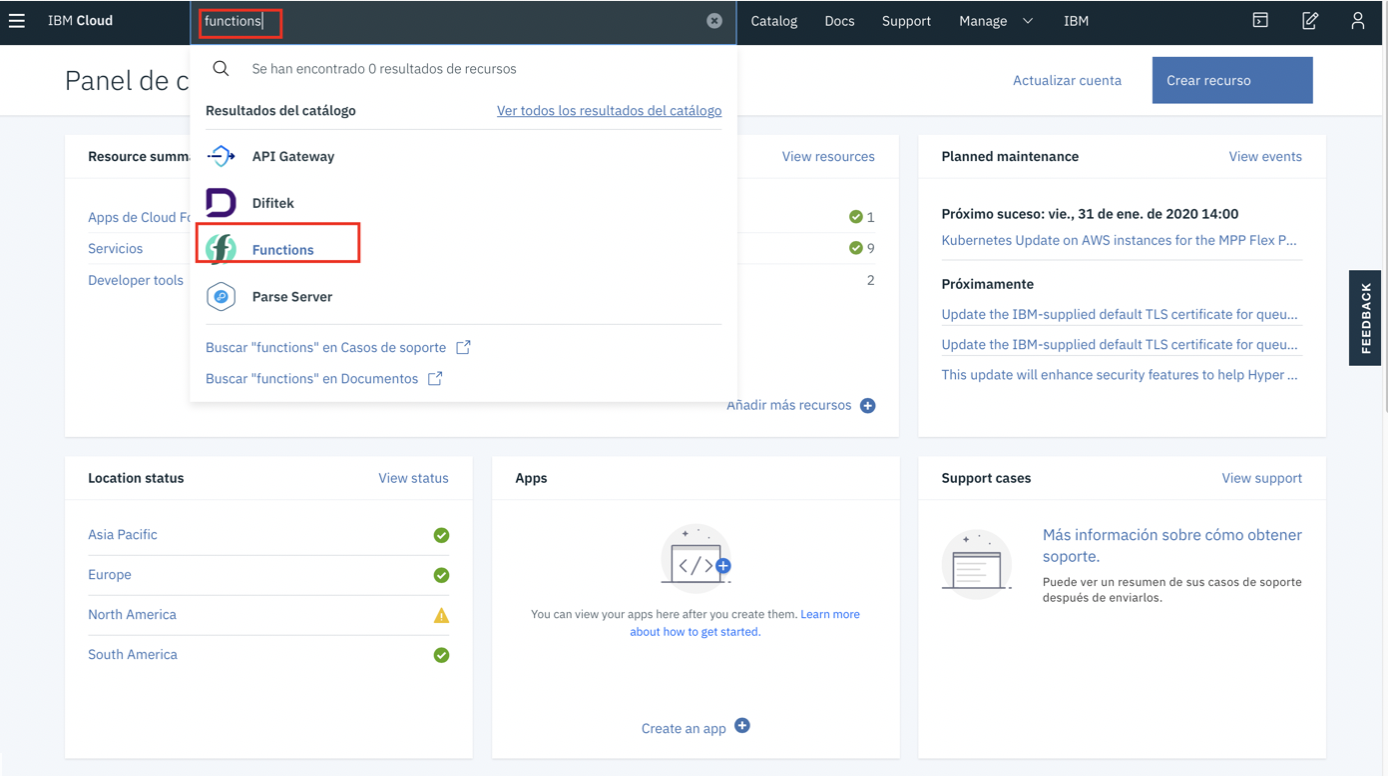 IBM Cloud
functions
Catalog
Docs
Support
Manage
IBM
Se han encontrado 0 resultados de recursos
Resultados del catálogo
Ver todos los resultados del catálogo
API Gateway
Difitek
Functions
Parse Server
Buscar "functions" en Casos de soporte
Buscar "functions" en Documentos
Panel de c
Actualizar cuenta
Crear recurso
Resource summa
View resources
Apps de Cloud Fo
1
Servicios
9
Developer tools
2
Añadir más recursos
Planned maintenance
View events
Próximo suceso: vie., 31 de ene. de 2020 14:00
Kubernetes Update on AWS instances for the MPP Flex P...
Próximamente
Update the IBM-supplied default TLS certificate for queu...
Update the IBM-supplied default TLS certificate for queu...
This update will enhance security features to help Hyper ...
FEEDBACK
Location status
View status
Asia Pacific
Europe
North America
South America
Apps
You can view your apps here after you create them. Learn more
about how to get started.
Create an app
Support cases
View support
Más información sobre cómo obtener
soporte.
Puede ver un resumen de sus casos de soporte
después de enviarlos.